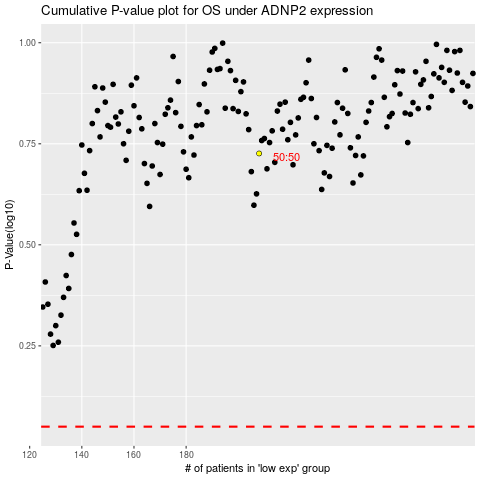 Cumulative P-value plot for OS under ADNP2 expression
P-Value(log10)
1.00
0.75
0.50
0.25
50:50
120 140 160 180
# of patients in 'low exp' group